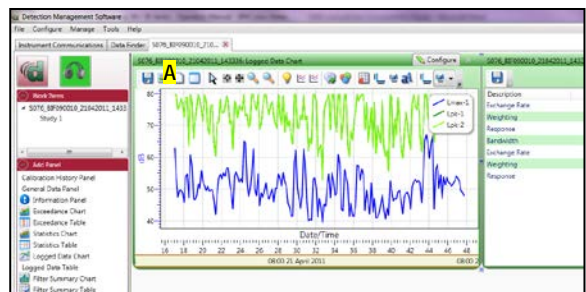 Detection Management Software
File Configure Manage Tools Help
Instrument Communications Data Finder S076_BIF090010_210...
S076_BIF090010_21042011_143336: Logged Data Chart
Configure
A
Work Items
Study 1
Add Panel
Calibration History Panel
General Data Panel
Information Panel
Exceedance Chart
Exceedance Table
Statistics Chart
Statistics Table
Logged Data Chart
Logged Data Table
Filter Summary Chart
Filter Summary Table
80
70
60
50
40
dB
Lmax-1
Lpk-1
Lpk-2
Date/Time
16 18 20 22 24 26 28 30 32 34 36 38 40 42 44 46 48
08:00 21 April 2011
Description
Exchange Rate
Weighting
Response
Bandwidth
Exchange Rate
Weighting
Response